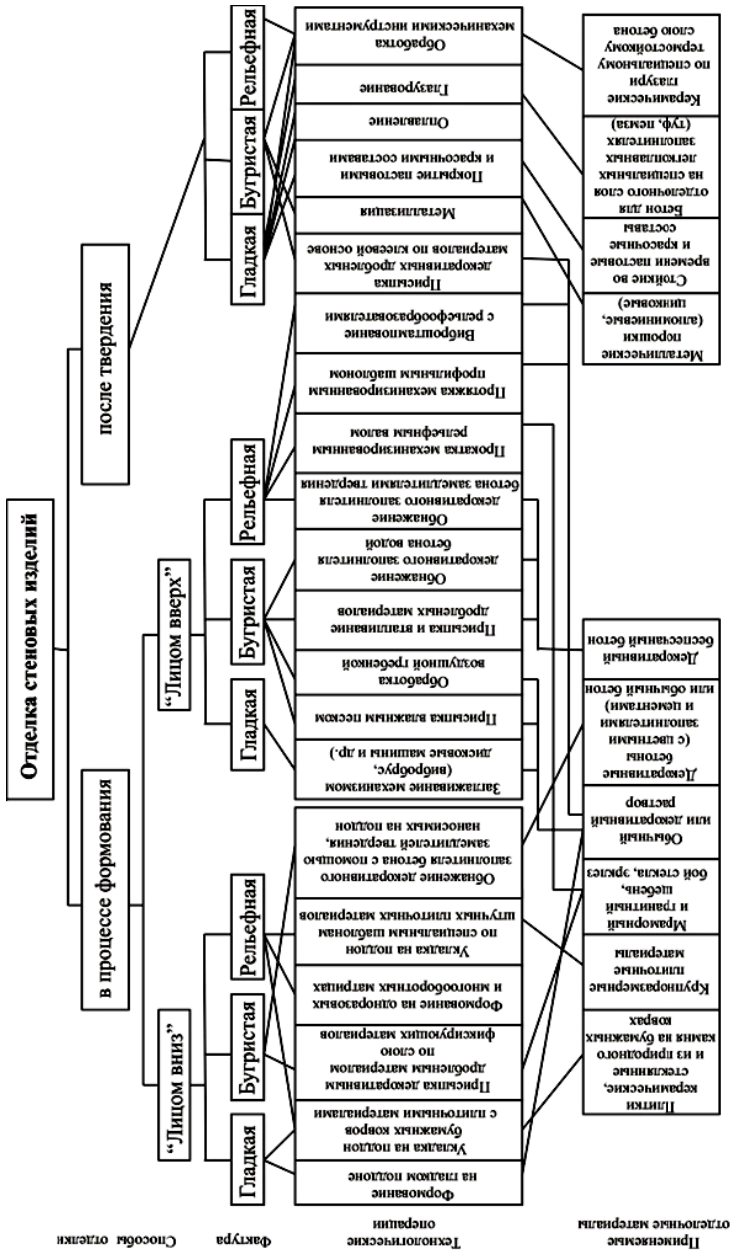 Отделка стеновых изделий
в процессе формования
после твердения
“Лицом вниз”
“Лицом вверх”
Гладкая
Бугристая
Рельефная
Гладкая
Бугристая
Рельефная
Гладкая
Бугристая
Рельефная
Способы отделки
Фактура
Технологические
операции
Применяемые
отделочные материалы
Формование
на гладком поддоне
Укладка на поддон
бумажных ковров
с плиточными материалами
Присыпка декоративным
дробленым материалом
по слою
фиксирующих материалов
Формование на одноразовых
и многооборотных матрицах
Укладка на поддон
по специальным шаблонам
штучных плиточных материалов
Обнажение декоративного
заполнителя бетона с помощью
замедлителей твердения,
наносимых на поддон
Заглаживание механизмом
(вибробрус,
дисковые машины и др.)
Присыпка влажным песком
Обработка
воздушной гребенкой
Присыпка и втапливание
дробленых материалов
Обнажение
декоративного заполнителя
бетона водой
Обнажение
декоративного заполнителя
бетона замедлителями твердения
Прокатка механизированным
рельефным валом
Протяжка механизированным
профильным шаблоном
Виброштампование
с рельефообразователями
Присыпка
декоративных дробленых
материалов по клеевой основе
Металлизация
Покрытие пастовыми
и красочными составами
Оплавление
Глазурование
Обработка
механическими инструментами
Плитки
керамические,
стеклянные
и из природного
камня на бумажных
коврах
Крупноразмерные
плиточные
материалы
Мраморный
и гранитный
щебень,
бой стекла, эрклез
Обычный
или декоративный
раствор
Декоративные
бетоны
(с цветными
заполнителями
и цементами)
или обычный бетон
Декоративный
беспесчаный бетон
Металлические
порошки
(алюминиевые,
цинковые)
Стойкие во
времени пастовые
и красочные
составы
Бетон для
отделочного слоя
на специальных
легкоплавких
заполнителях
(туф, пемза)
Керамические
глазури
по специальному
термостойкому
слою бетона